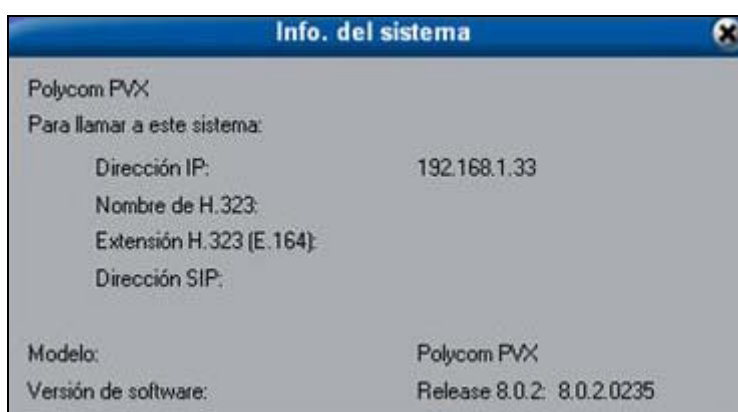 Info. del sistema
Polycom PVX
Para llamar a este sistema:
Dirección IP: 192.168.1.33
Nombre de H.323:
Extensión H.323 (E.164):
Dirección SIP:
Modelo: Polycom PVX
Versión de software: Release 8.0.2: 8.0.2.0235